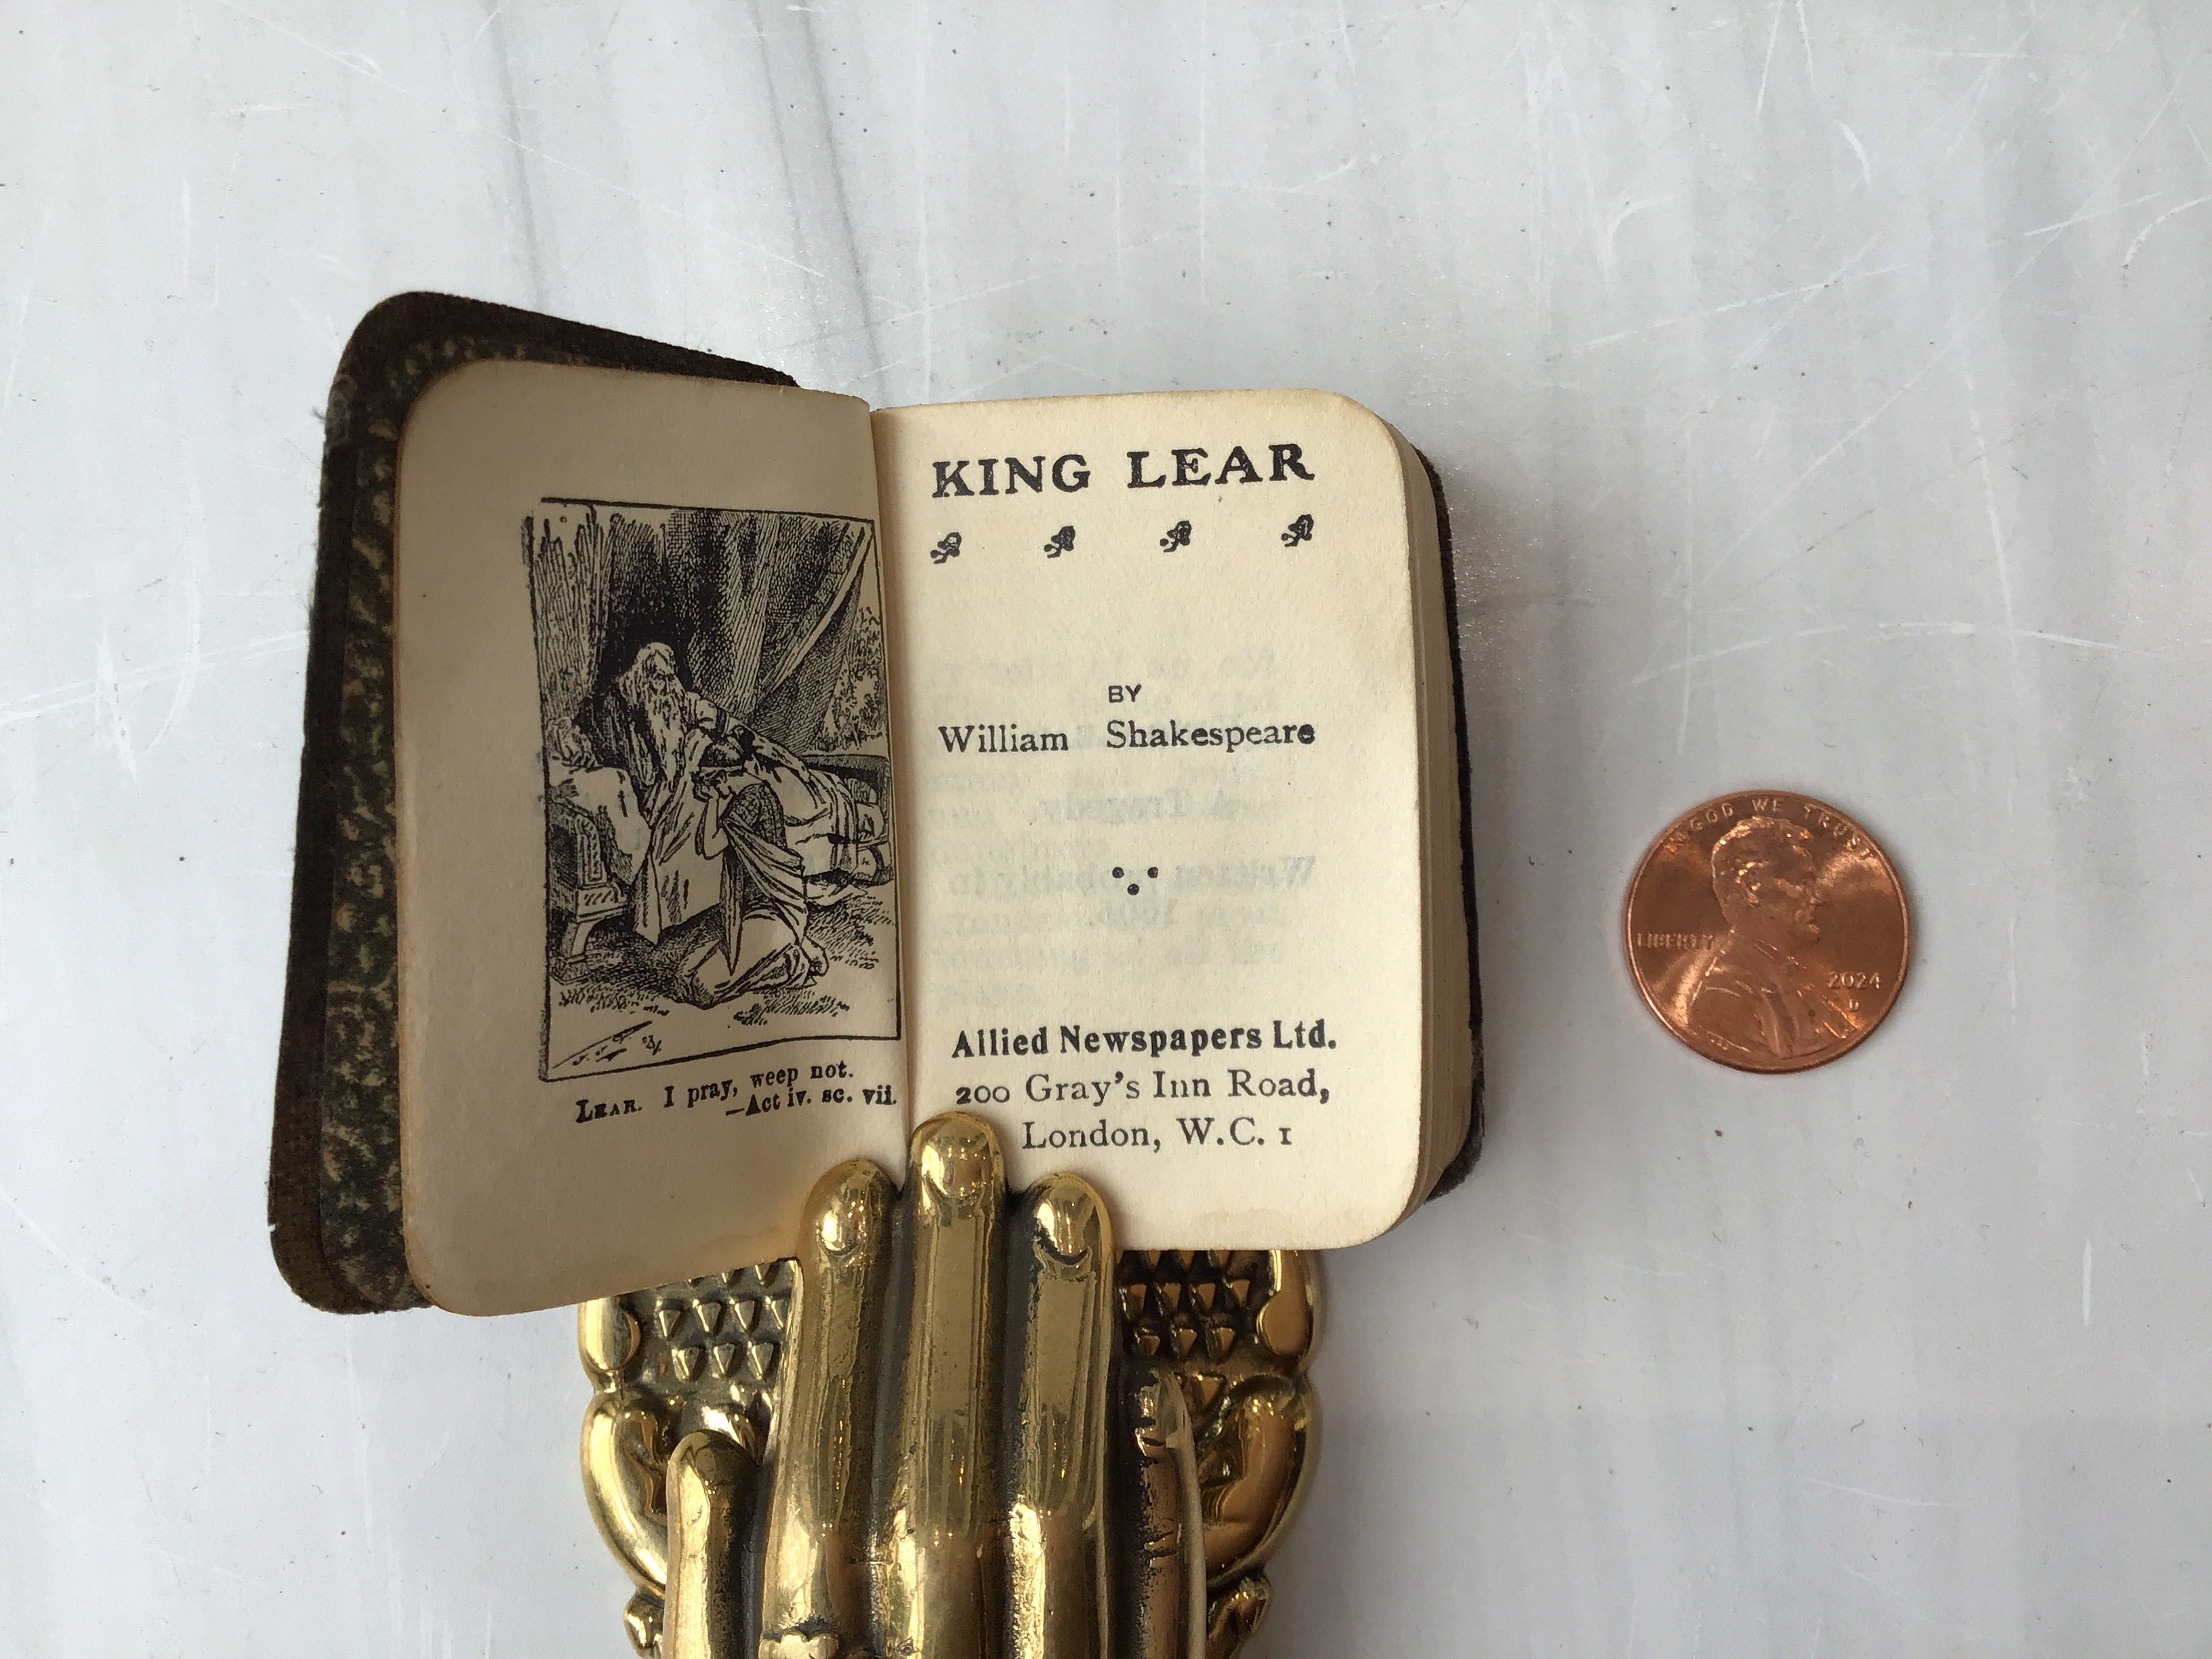 LEAR. I pray, weep not.
—Act iv. sc. vii.
KING LEAR
BY
William Shakespeare
Allied Newspapers Ltd.
200 Gray's Inn Road,
London, W.C. 1
IN GOD WE TRUST
LIBERTY
2024
D